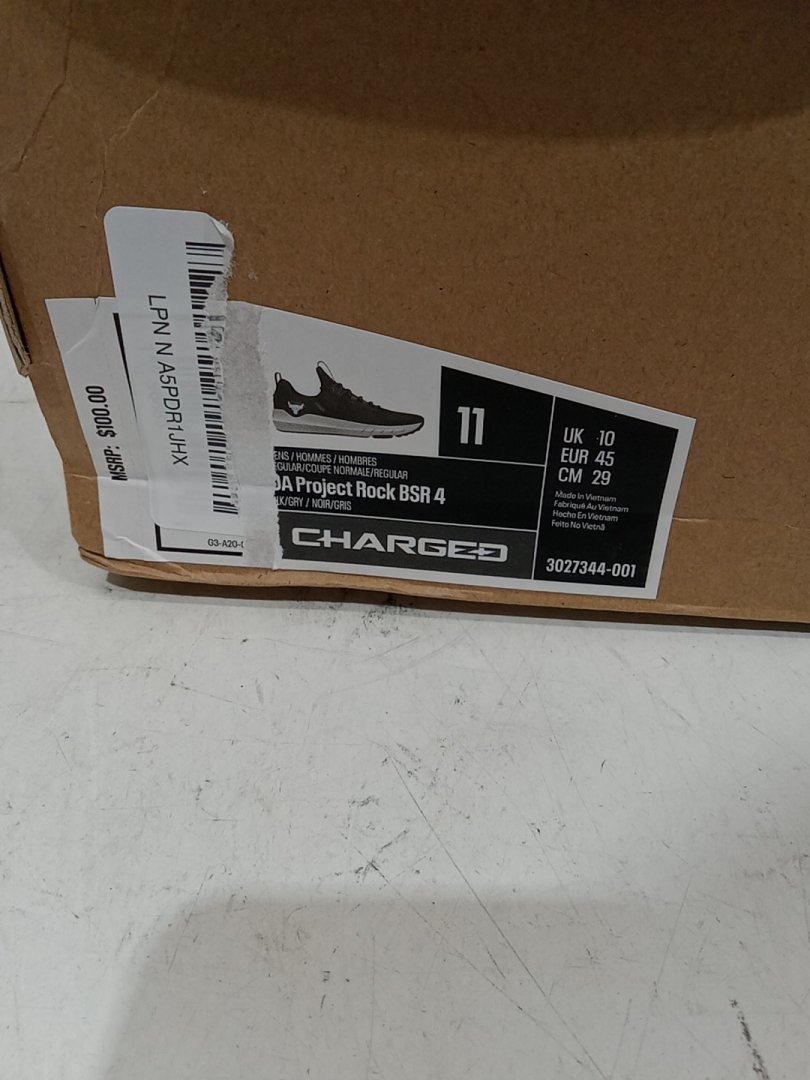 LPN N A5PDR1JHX
MSRP: $100.00
11
UK 10
EUR 45
CM 29
ENS / HOMMES / HOMBRES
EGULAR/COUPE NORMALE/REGULAR
Project Rock BSR 4
LK/GRY / NOIR/GRIS
Made In Vietnam
Fabriqué Au Vietnam
Hecho En Vietnam
Feito No Vietnã
CHARGED
3027344-001
G3-A20-